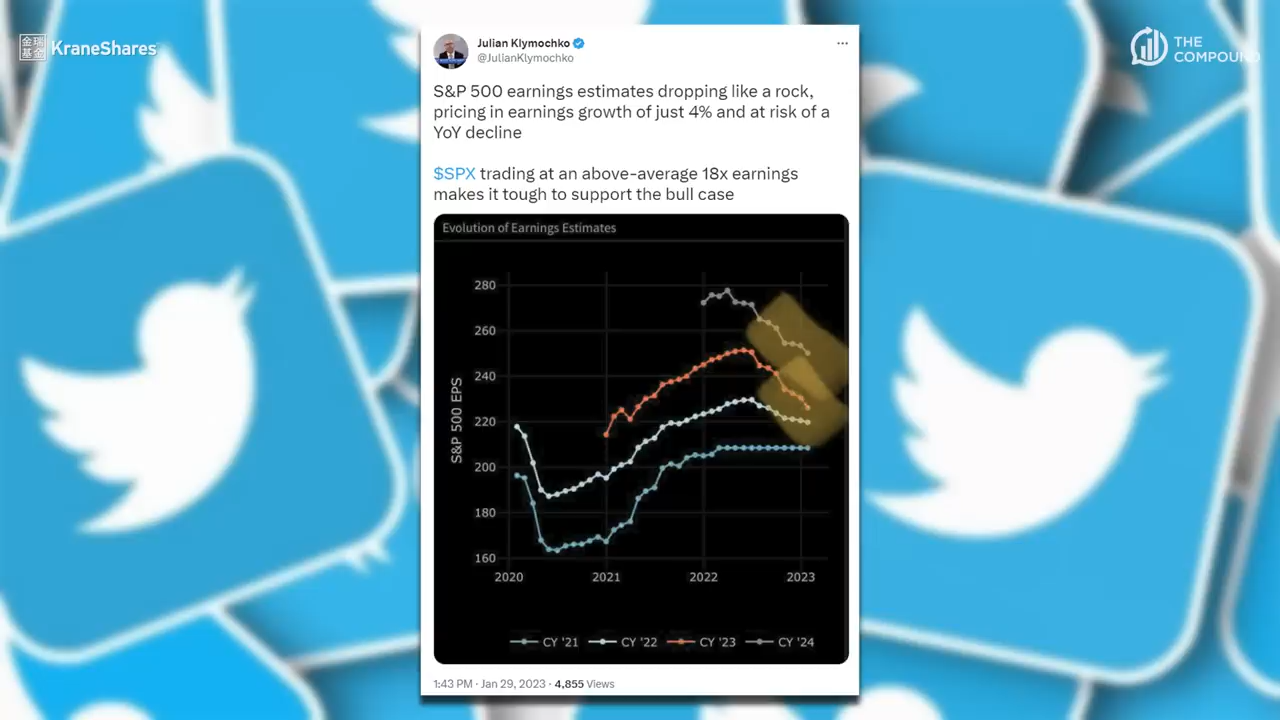 金瑞
基金
KraneShares
THE
COMPOUND
Julian Klymochko
@JulianKlymochko
S&P 500 earnings estimates dropping like a rock,
pricing in earnings growth of just 4% and at risk of a
YoY decline
$SPX trading at an above-average 18x earnings
makes it tough to support the bull case
Evolution of Earnings Estimates
S&P 500 EPS
280
260
240
220
200
180
160
2020 2021 2022 2023
CY '21 CY '22 CY '23 CY '24
1:43 PM · Jan 29, 2023 · 4,855 Views